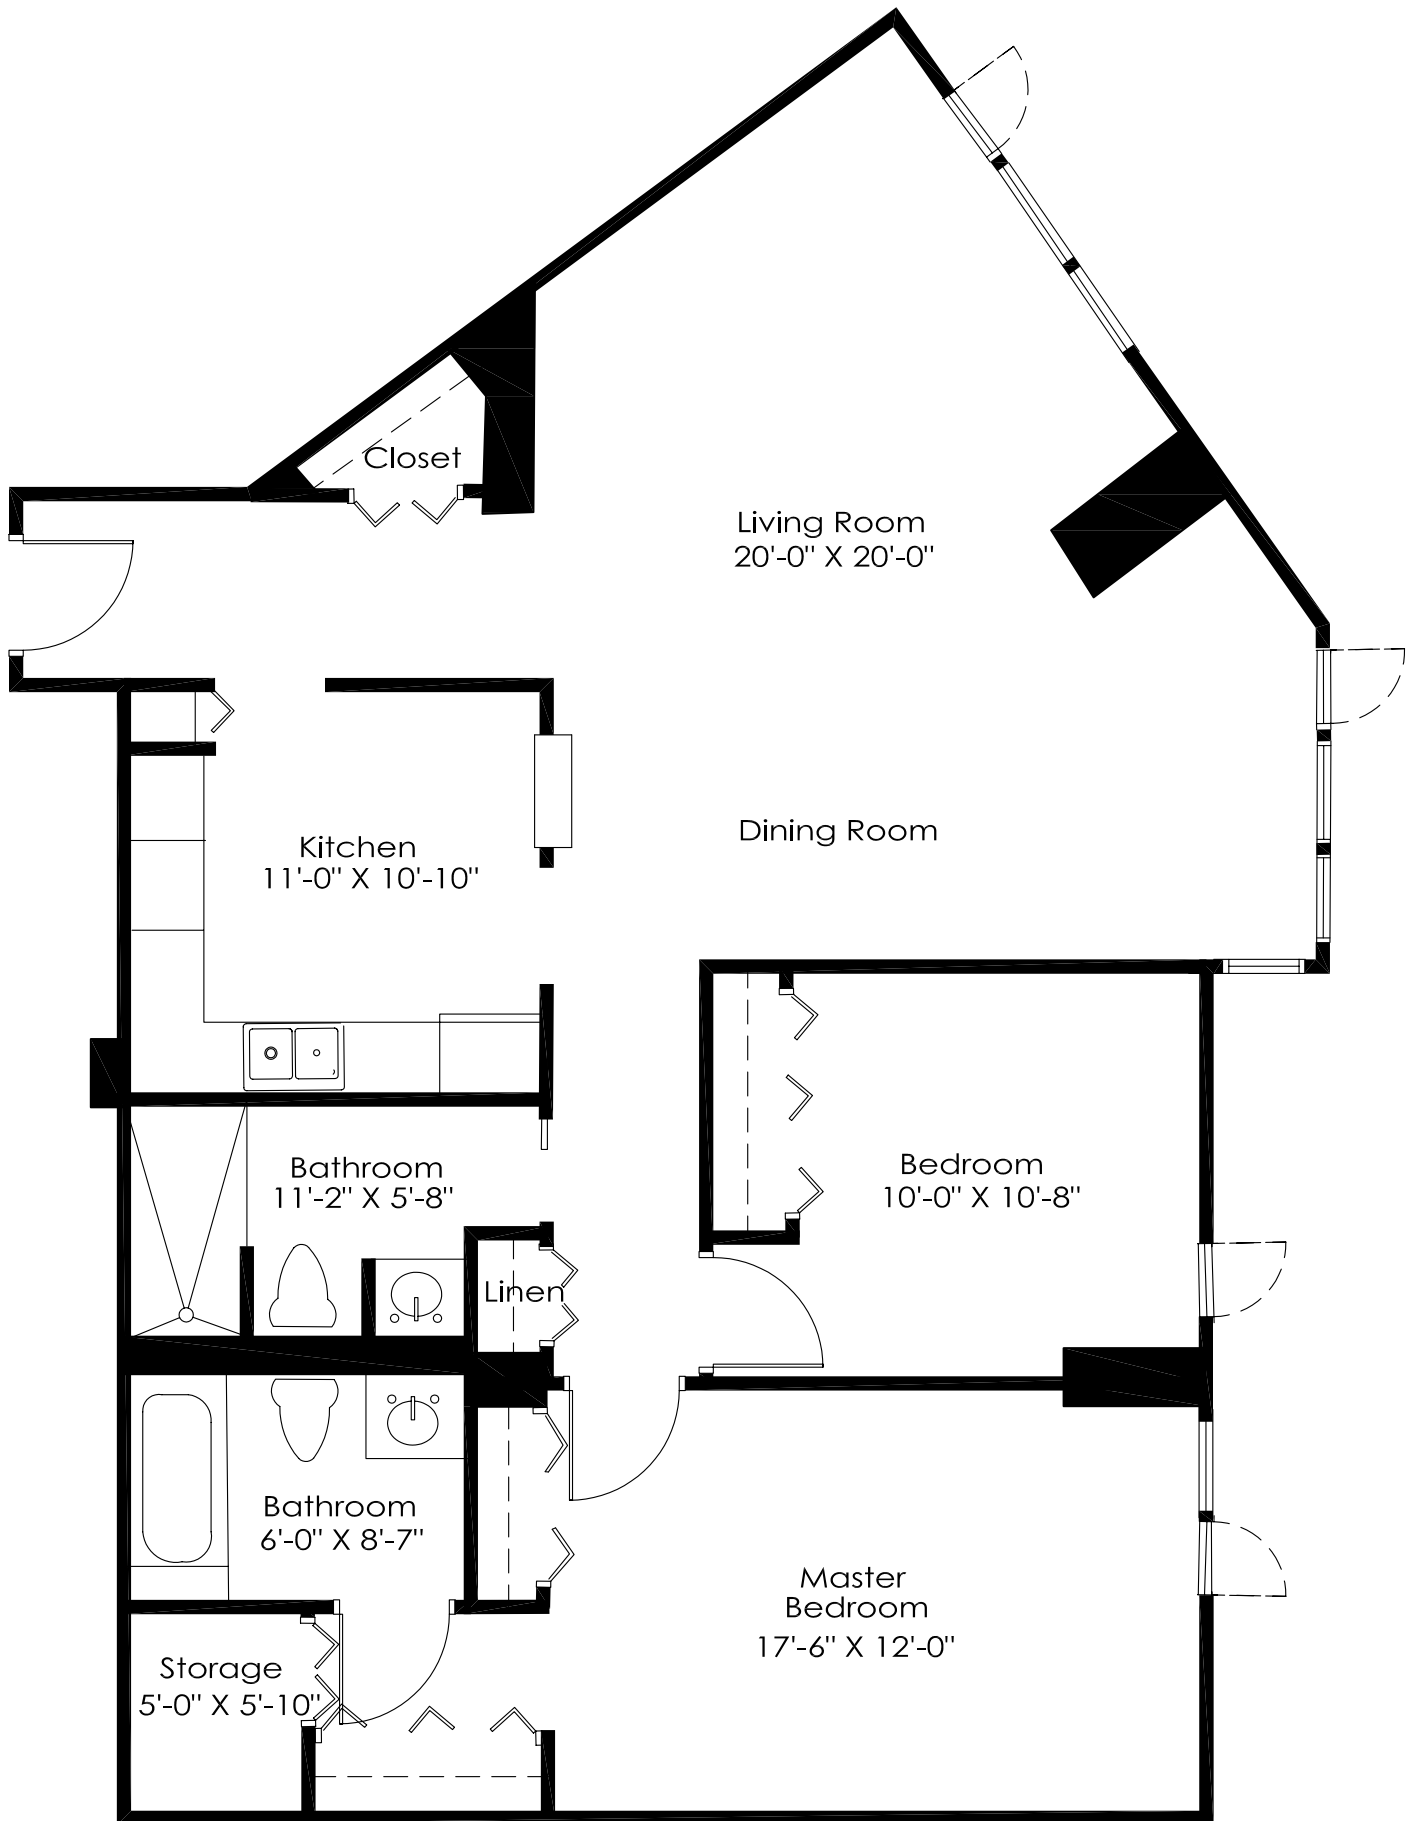 Closet
Living Room
20'-0" X 20'-0"
Dining Room
Kitchen
11'-0" X 10'-10"
Bathroom
11'-2" X 5'-8"
Bedroom
10'-0" X 10'-8"
Linen
Bathroom
6'-0" X 8'-7"
Master
Bedroom
17'-6" X 12'-0"
Storage
5'-0" X 5'-10"